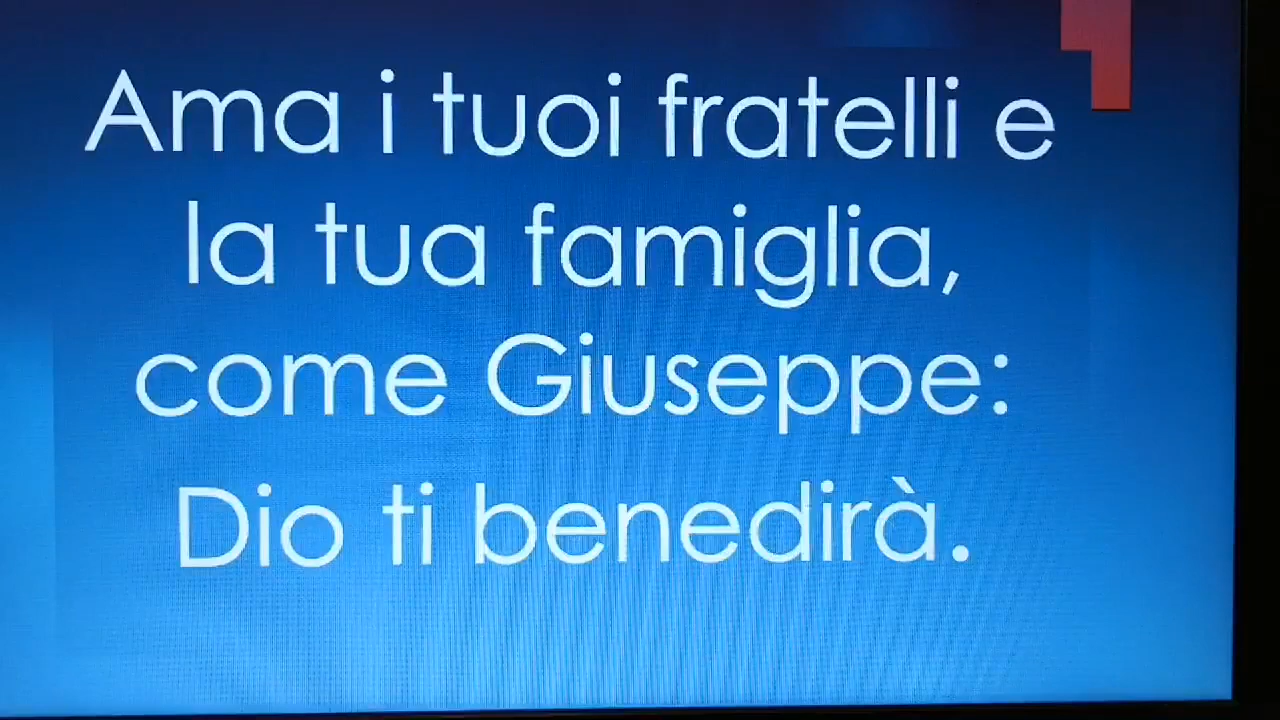 Ama i tuoi fratelli e
la tua famiglia,
come Giuseppe:
Dio ti benedirà.